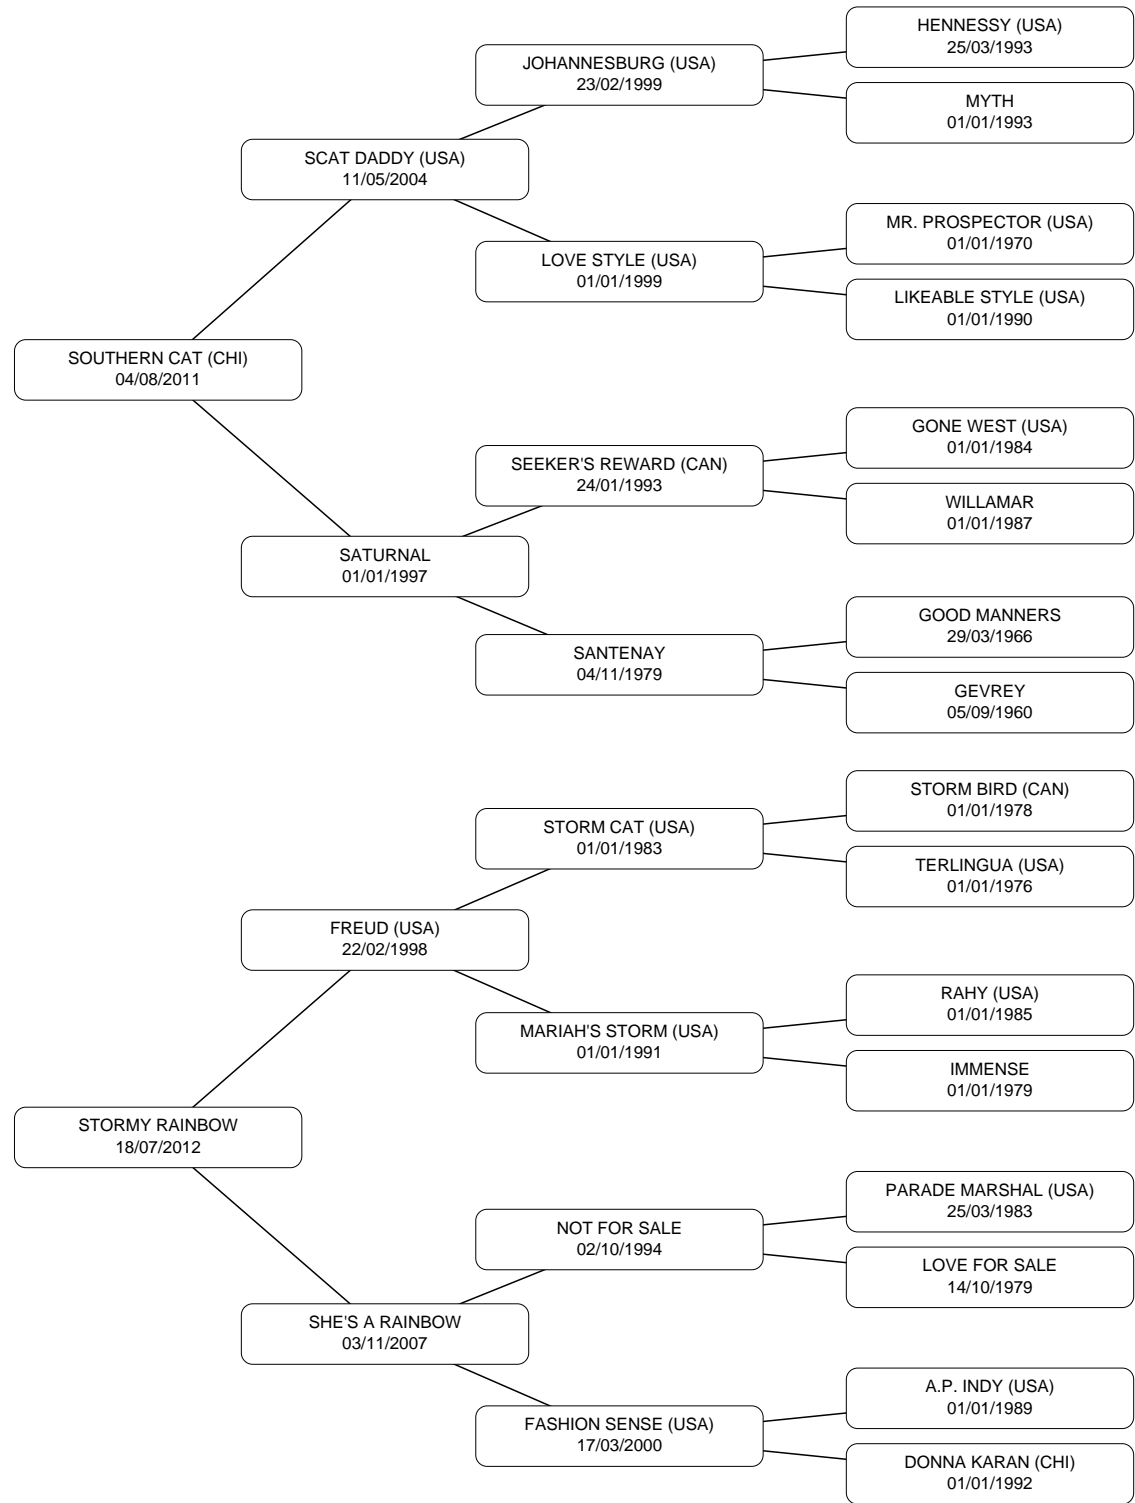 HENNESSY (USA)
25/03/1993
JOHANNESBURG (USA)
23/02/1999
MYTH
01/01/1993
SCAT DADDY (USA)
11/05/2004
MR. PROSPECTOR (USA)
01/01/1970
LOVE STYLE (USA)
01/01/1999
LIKEABLE STYLE (USA)
01/01/1990
SOUTHERN CAT (CHI)
04/08/2011
GONE WEST (USA)
01/01/1984
SEEKER'S REWARD (CAN)
24/01/1993
WILLAMAR
01/01/1987
SATURNAL
01/01/1997
GOOD MANNERS
29/03/1966
SANTENAY
04/11/1979
GEVREY
05/09/1960
STORM BIRD (CAN)
01/01/1978
STORM CAT (USA)
01/01/1983
TERLINGUA (USA)
01/01/1976
FREUD (USA)
22/02/1998
RAHY (USA)
01/01/1985
MARIAH'S STORM (USA)
01/01/1991
IMMENSE
01/01/1979
STORMY RAINBOW
18/07/2012
PARADE MARSHAL (USA)
25/03/1983
NOT FOR SALE
02/10/1994
LOVE FOR SALE
14/10/1979
SHE'S A RAINBOW
03/11/2007
A.P. INDY (USA)
01/01/1989
FASHION SENSE (USA)
17/03/2000
DONNA KARAN (CHI)
01/01/1992